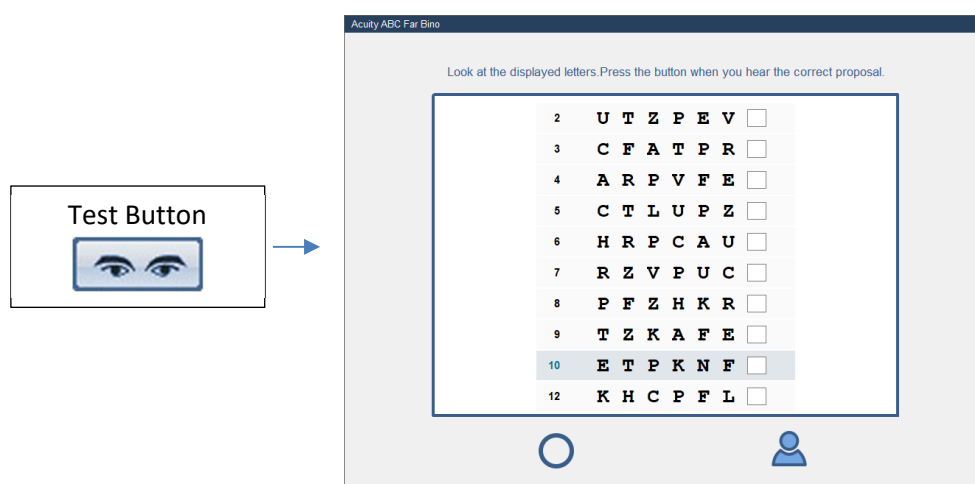 Acuity ABC Far Bino
Look at the displayed letters.Press the button when you hear the correct proposal.
Test Button
2 U T Z P E V
3 C F A T P R
4 A R P V F E
5 C T L U P Z
6 H R P C A U
7 R Z V P U C
8 P F Z H K R
9 T Z K A F E
10 E T P K N F
12 K H C P F L